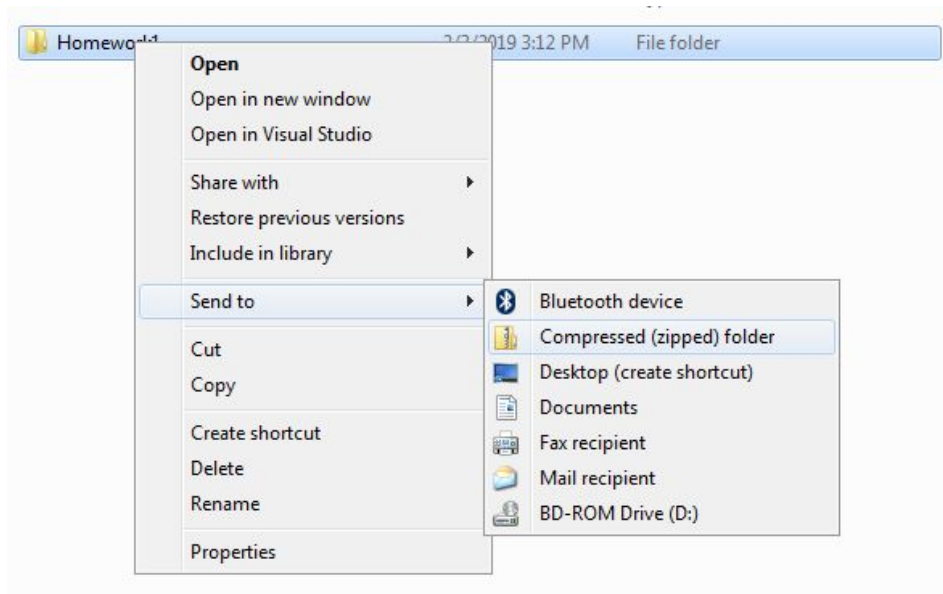 Homework1 2/2/2019 3:12 PM File folder
Open
Open in new window
Open in Visual Studio
Share with
Restore previous versions
Include in library
Send to
Bluetooth device
Compressed (zipped) folder
Desktop (create shortcut)
Documents
Fax recipient
Mail recipient
BD-ROM Drive (D:)
Cut
Copy
Create shortcut
Delete
Rename
Properties